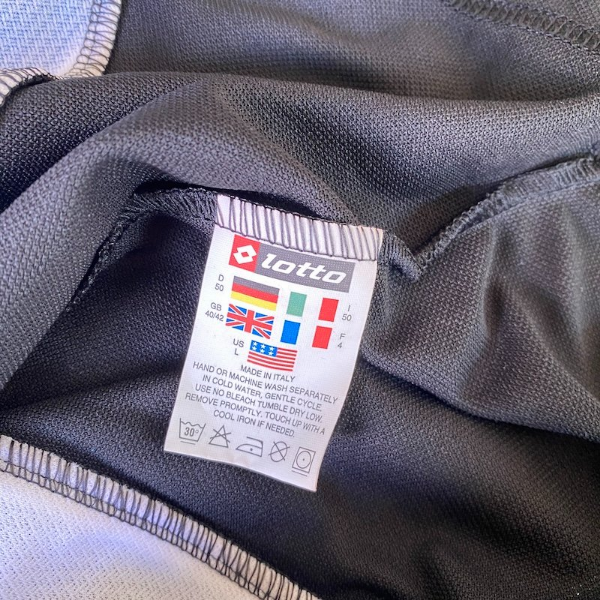 lotto
D
50
I
50
GB
40/42
F
4
US
L
MADE IN ITALY
HAND OR MACHINE WASH SEPARATELY
IN COLD WATER, GENTLE CYCLE.
USE NO BLEACH TUMBLE DRY LOW.
REMOVE PROMPTLY. TOUCH UP WITH A
COOL IRON IF NEEDED.
30°